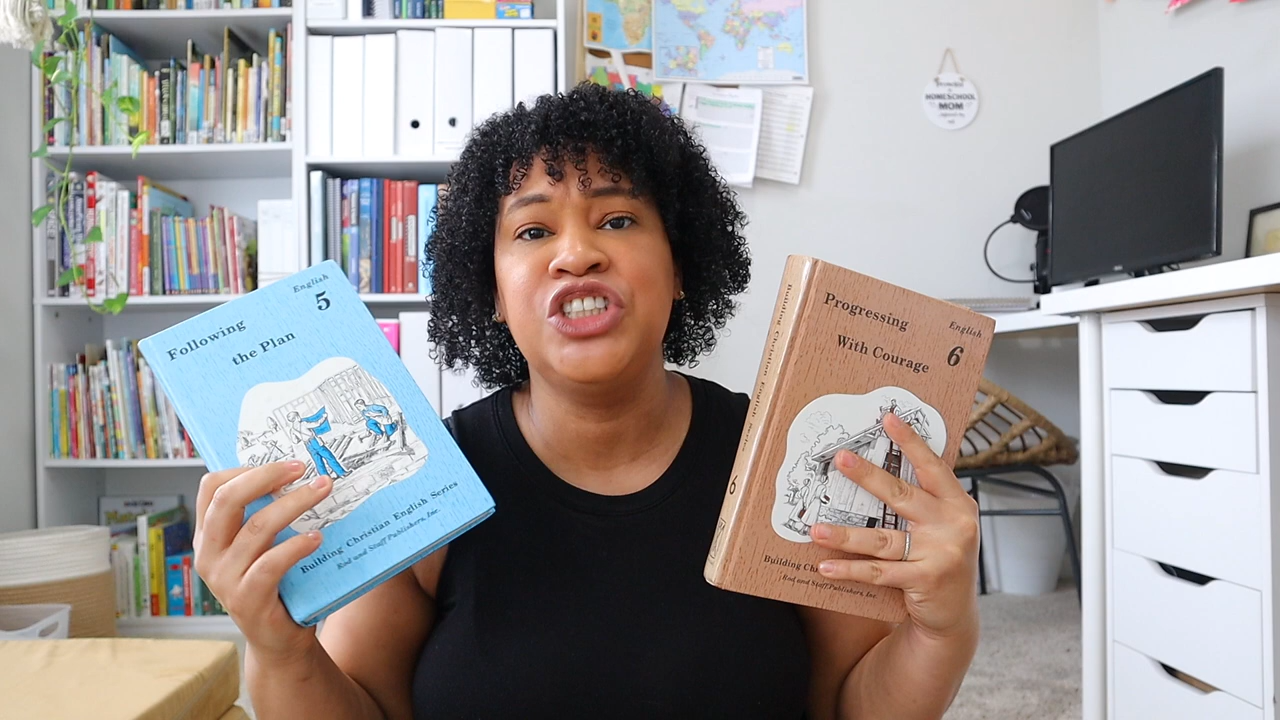 HOMESCHOOL
MOM
English
5
Following
the Plan
Building Christian English Series
Rod and Staff Publishers, Inc.
Building Christian English Series
6
Progressing
With Courage
English
6
Building Ch
Rod and Staff Publishers, Inc.